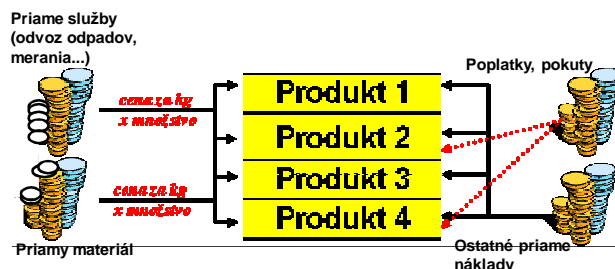 Priame služby
(odvoz odpadov,
merania...)
Poplatky, pokuty
cena za kg
x množstvo
Produkt 1
Produkt 2
Produkt 3
Produkt 4
cena za kg
x množstvo
Priamy materiál
Ostatné priame
náklady